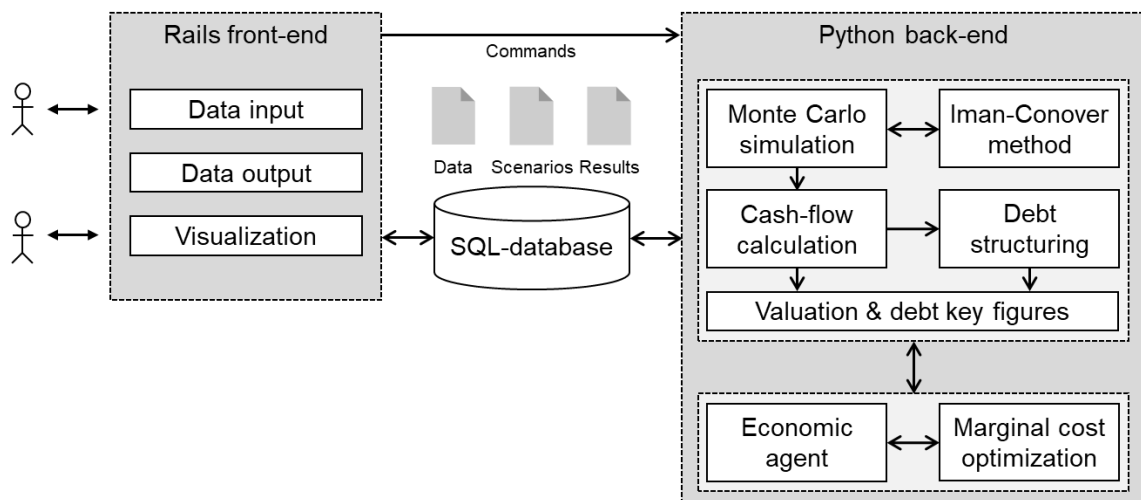 Rails front-end
Data input
Data output
Visualization
Commands
Data
Scenarios
Results
SQL-database
Python back-end
Monte Carlo
simulation
Iman-Conover
method
Cash-flow
calculation
Debt
structuring
Valuation & debt key figures
Economic
agent
Marginal cost
optimization